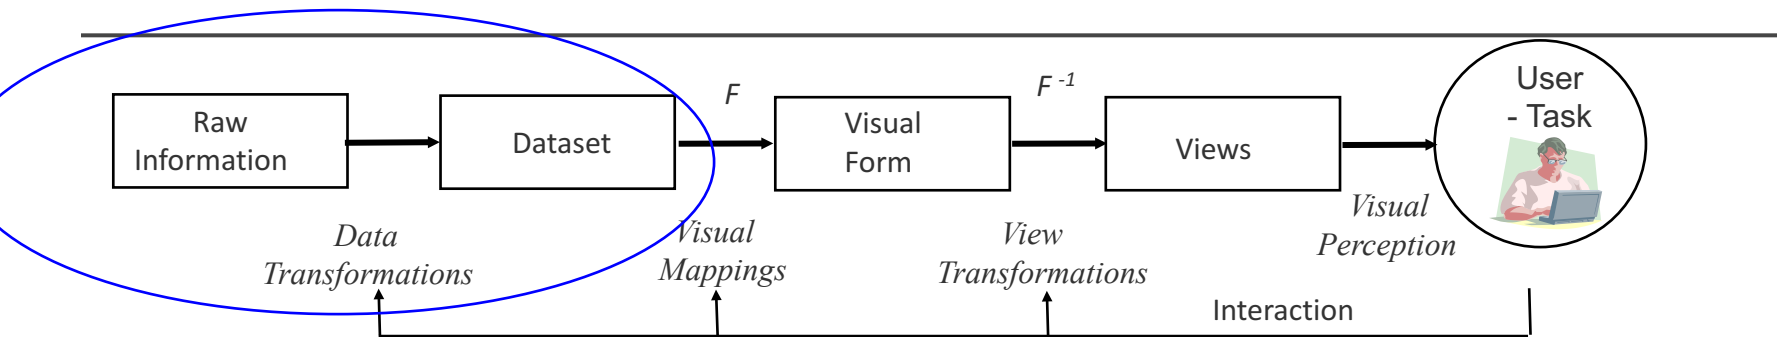 Raw
Information
Dataset
F
Visual
Form
F -1
Views
User
- Task
Data
Transformations
Visual
Mappings
View
Transformations
Visual
Perception
Interaction